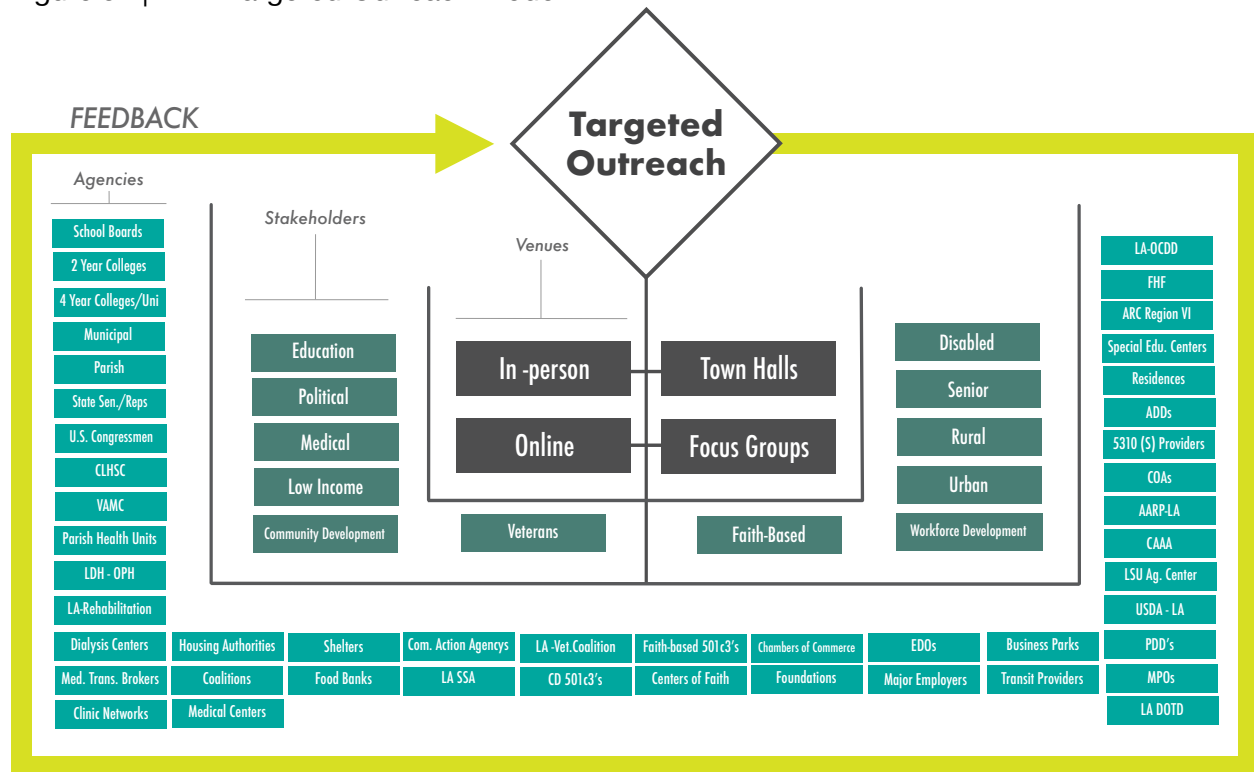 Targeted
Outreach
FEEDBACK
Agencies
Stakeholders
Venues
School Boards
2 Year Colleges
4 Year Colleges/Uni
Municipal
Parish
State Sen./Reps
U.S. Congressmen
CLHSC
VAMC
Parish Health Units
LDH - OPH
LA-Rehabilitation
Dialysis Centers
Med. Trans. Brokers
Clinic Networks
Education
Political
Medical
Low Income
Community Development
In -person
Town Halls
Online
Focus Groups
Veterans
Faith-Based
Disabled
Senior
Rural
Urban
Workforce Development
Housing Authorities
Shelters
Com. Action Agencys
LA -Vet.Coalition
Faith-based 501c3's
Chambers of Commerce
EDOs
Business Parks
Coalitions
Food Banks
LA SSA
CD 501c3's
Centers of Faith
Foundations
Major Employers
Transit Providers
Medical Centers
LA-OCDD
FHF
ARC Region VI
Special Edu. Centers
Residences
ADDs
5310 (S) Providers
COAs
AARP-LA
CAAA
LSU Ag. Center
USDA - LA
PDD's
MPOs
LA DOTD